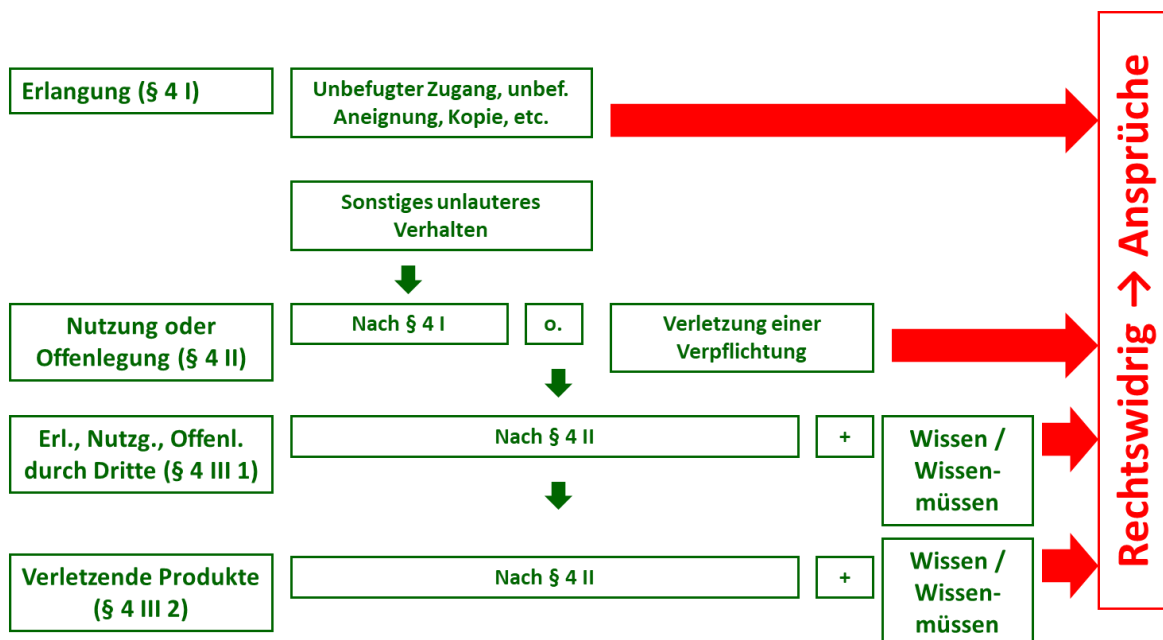 Erlangung (§ 4 I)
Unbefugter Zugang, unbef.
Aneignung, Kopie, etc.
Sonstiges unlauteres
Verhalten
Nutzung oder
Offenlegung (§ 4 II)
Nach § 4 I
o.
Verletzung einer
Verpflichtung
Erl., Nutzg., Offenl.
durch Dritte (§ 4 III 1)
Nach § 4 II
+
Wissen /
Wissen-
müssen
Verletzende Produkte
(§ 4 III 2)
Nach § 4 II
+
Wissen /
Wissen-
müssen
Rechtswidrig → Ansprüche